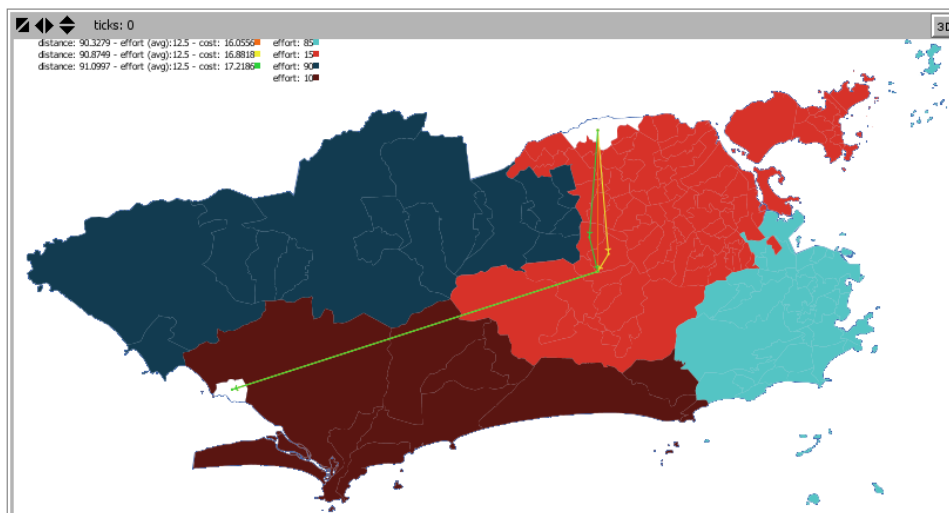 ticks: 0
3D
distance: 90.3279 - effort (avg):12.5 - cost: 16.0556
effort: 85
distance: 90.8749 - effort (avg):12.5 - cost: 16.8818
effort: 15
distance: 91.0997 - effort (avg):12.5 - cost: 17.2186
effort: 90
effort: 10